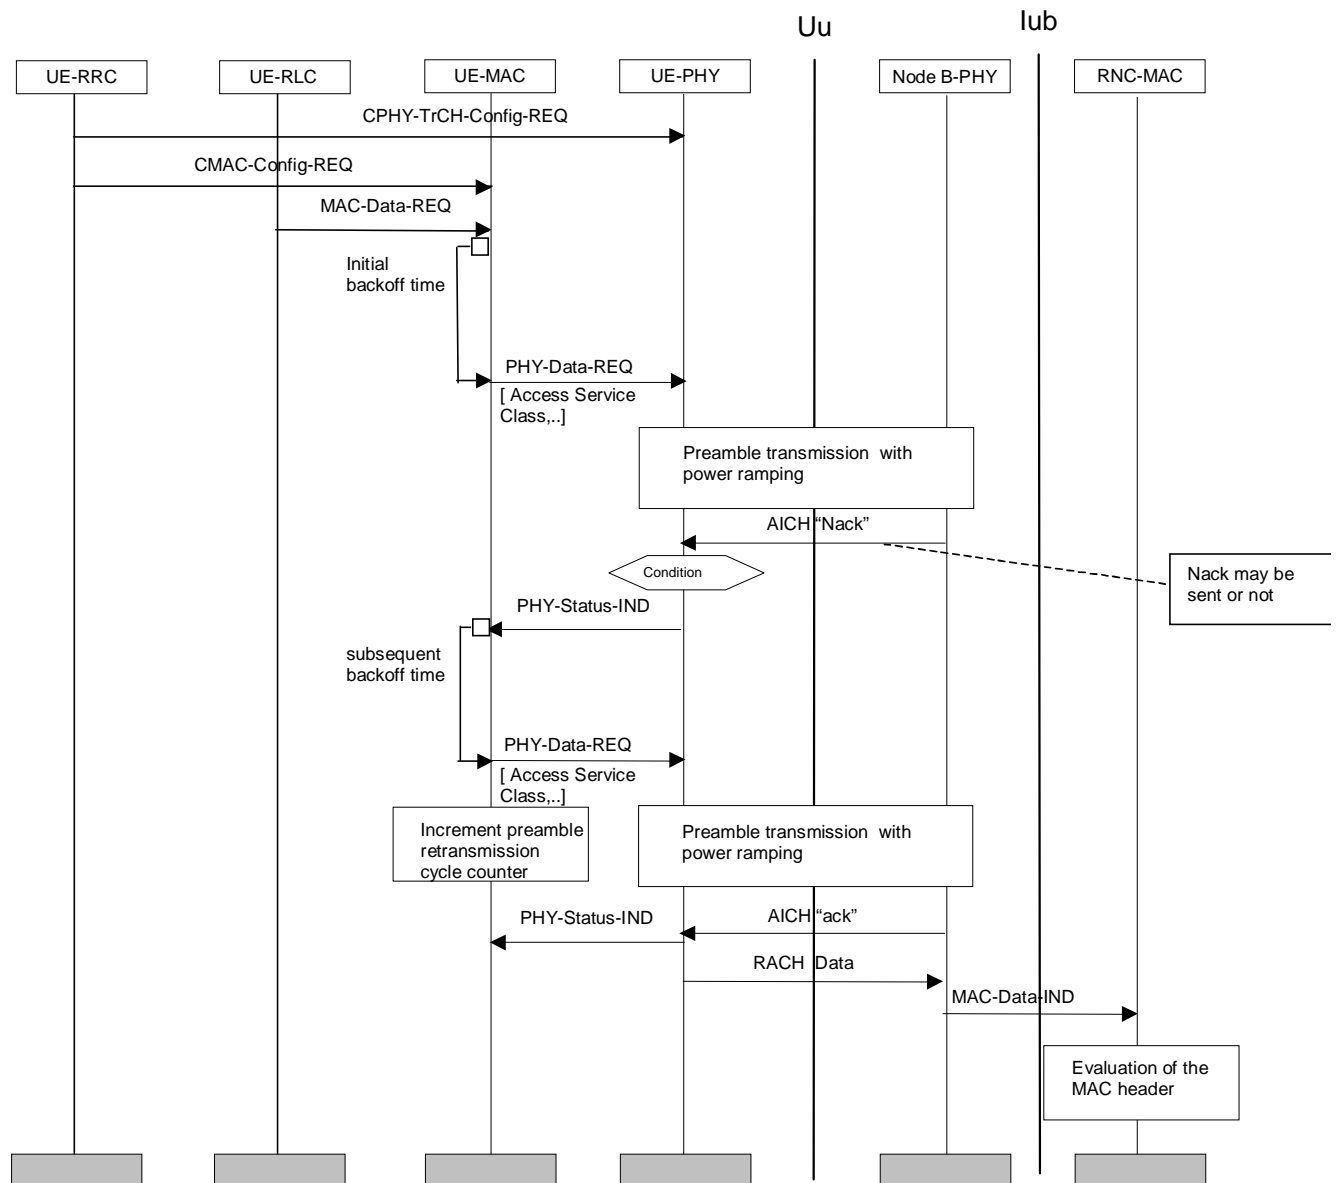 Uu
Iub
UE-RRC
UE-RLC
UE-MAC
UE-PHY
Node B-PHY
RNC-MAC
CPHY-TrCH-Config-REQ
CMAC-Config-REQ
MAC-Data-REQ
Initial
backoff time
PHY-Data-REQ
[ Access Service
Class,..]
Preamble transmission with
power ramping
AICH “Nack”
Condition
Nack may be
sent or not
PHY-Status-IND
subsequent
backoff time
PHY-Data-REQ
[ Access Service
Class,..]
Increment preamble
retransmission
cycle counter
Preamble transmission with
power ramping
PHY-Status-IND
AICH “ack”
RACH Data
MAC-Data-IND
Evaluation of the
MAC header